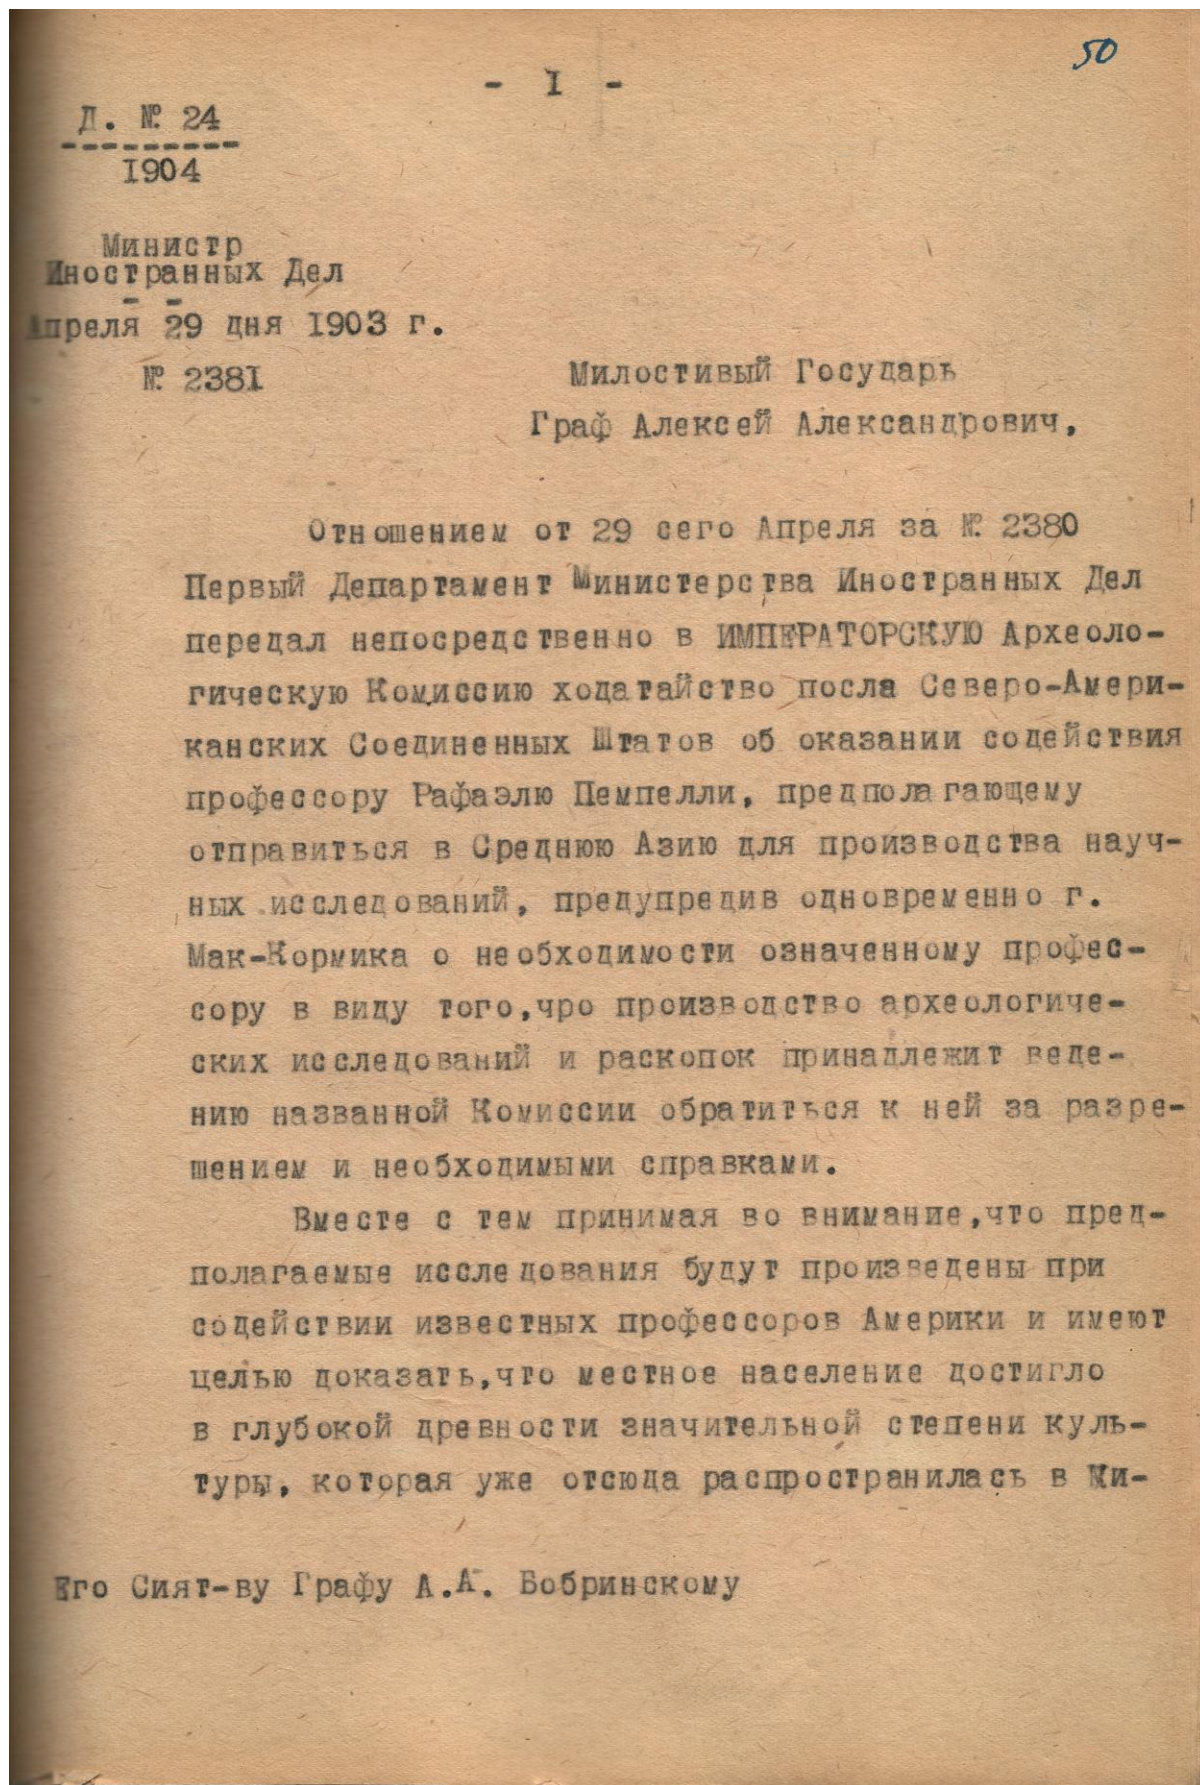 50
- I -
Д. № 24
1904
Министр
Иностранных Дел
Апреля 29 дня 1903 г.
№ 2381
Милостивый Государь
Граф Алексей Александрович,
Отношением от 29 сего Апреля за № 2380
Первый Департамент Министерства Иностранных Дел
передал непосредственно в ИМПЕРАТОРСКУЮ Археоло-
гическую Комиссию ходатайство посла Северо-Амери-
канских Соединенных Штатов об оказании содействия
профессору Рафаэлю Пемпелли, предполагающему
отправиться в Среднюю Азию для производства науч-
ных исследований, предупредив одновременно г.
Мак-Кормика о необходимости означенному профес-
сору в виду того,чро производство археологиче-
ских исследований и раскопок принадлежит веде-
нию названной Комиссии обратиться к ней за разре-
шением и необходимыми справками.
Вместе с тем принимая во внимание,что пред-
полагаемые исследования будут произведены при
содействии известных профессоров Америки и имеют
целью доказать,что местное население достигло
в глубокой древности значительной степени куль-
туры, которая уже отсюда распространилась в Ки-
Его Сият-ву Графу А.А. Бобринскому